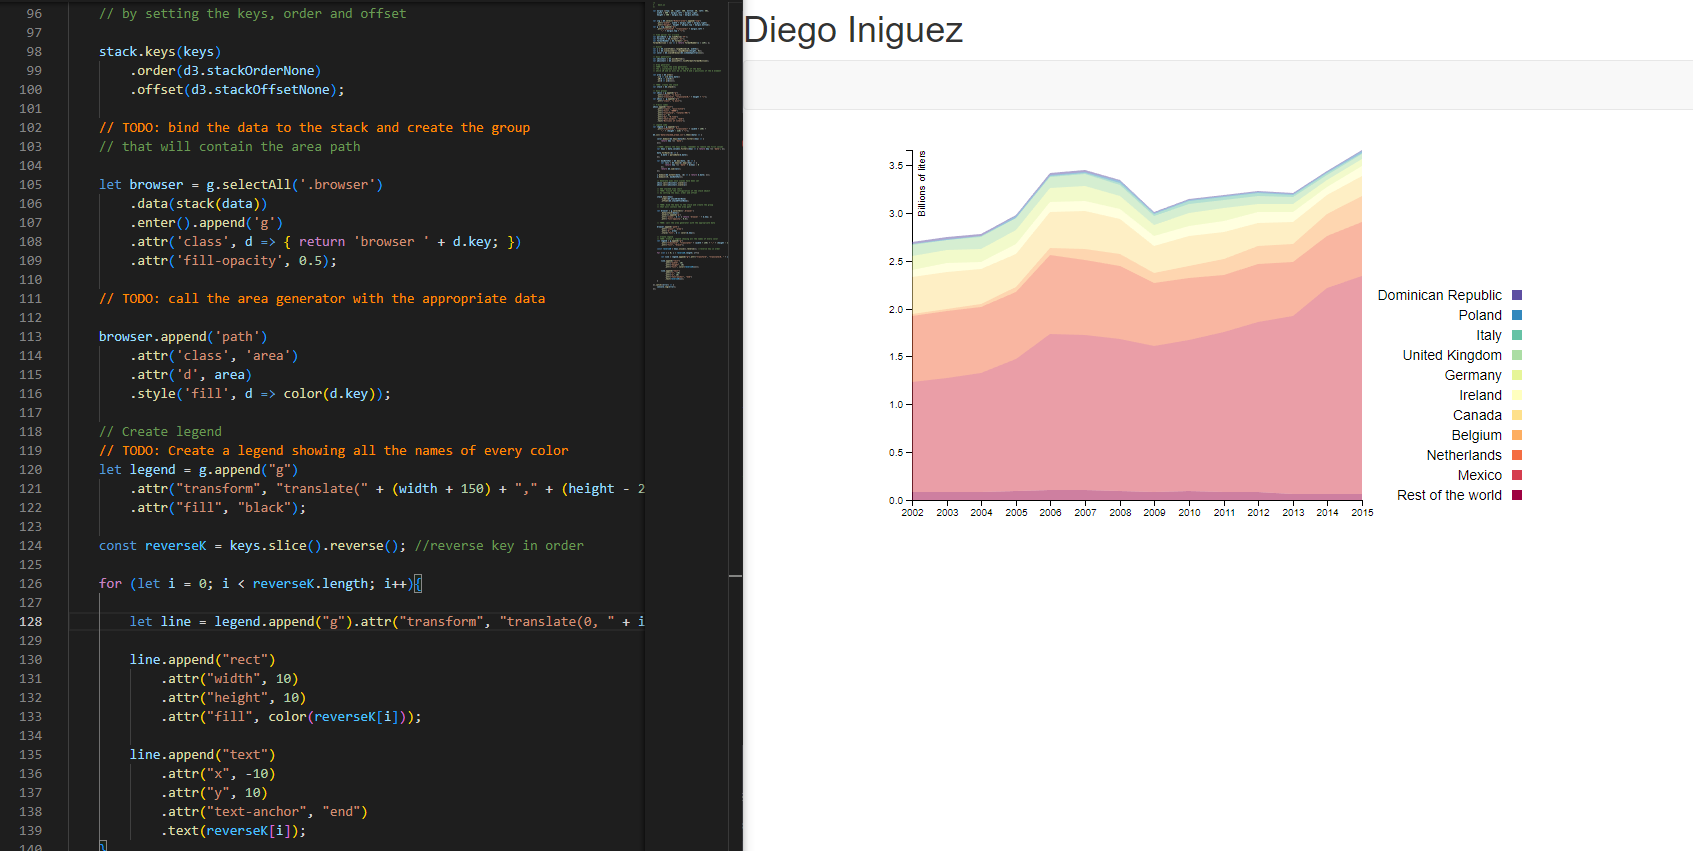 96 // by setting the keys, order and offset
97
98 stack.keys(keys)
99 .order(d3.stackOrderNone)
100 .offset(d3.stackOffsetNone);
101
102 // TODO: bind the data to the stack and create the group
103 // that will contain the area path
104
105 let browser = g.selectAll('.browser')
106 .data(stack(data))
107 .enter().append('g')
108 .attr('class', d => { return 'browser ' + d.key; })
109 .attr('fill-opacity', 0.5);
110
111 // TODO: call the area generator with the appropriate data
112
113 browser.append('path')
114 .attr('class', 'area')
115 .attr('d', area)
116 .style('fill', d => color(d.key));
117
118 // Create legend
119 // TODO: Create a legend showing all the names of every color
120 let legend = g.append("g")
121 .attr("transform", "translate(" + (width + 150) + "," + (height - 2
122 .attr("fill", "black");
123
124 const reverseK = keys.slice().reverse(); //reverse key in order
125
126 for (let i = 0; i < reverseK.length; i++){
127
128 let line = legend.append("g").attr("transform", "translate(0, " + i
129
130 line.append("rect")
131 .attr("width", 10)
132 .attr("height", 10)
133 .attr("fill", color(reverseK[i]));
134
135 line.append("text")
136 .attr("x", -10)
137 .attr("y", 10)
138 .attr("text-anchor", "end")
139 .text(reverseK[i]);
140 }
Diego Iniguez
Billions of liters
3.5
3.0
2.5
2.0
1.5
1.0
0.5
0.0
2002 2003 2004 2005 2006 2007 2008 2009 2010 2011 2012 2013 2014 2015
Dominican Republic
Poland
Italy
United Kingdom
Germany
Ireland
Canada
Belgium
Netherlands
Mexico
Rest of the world